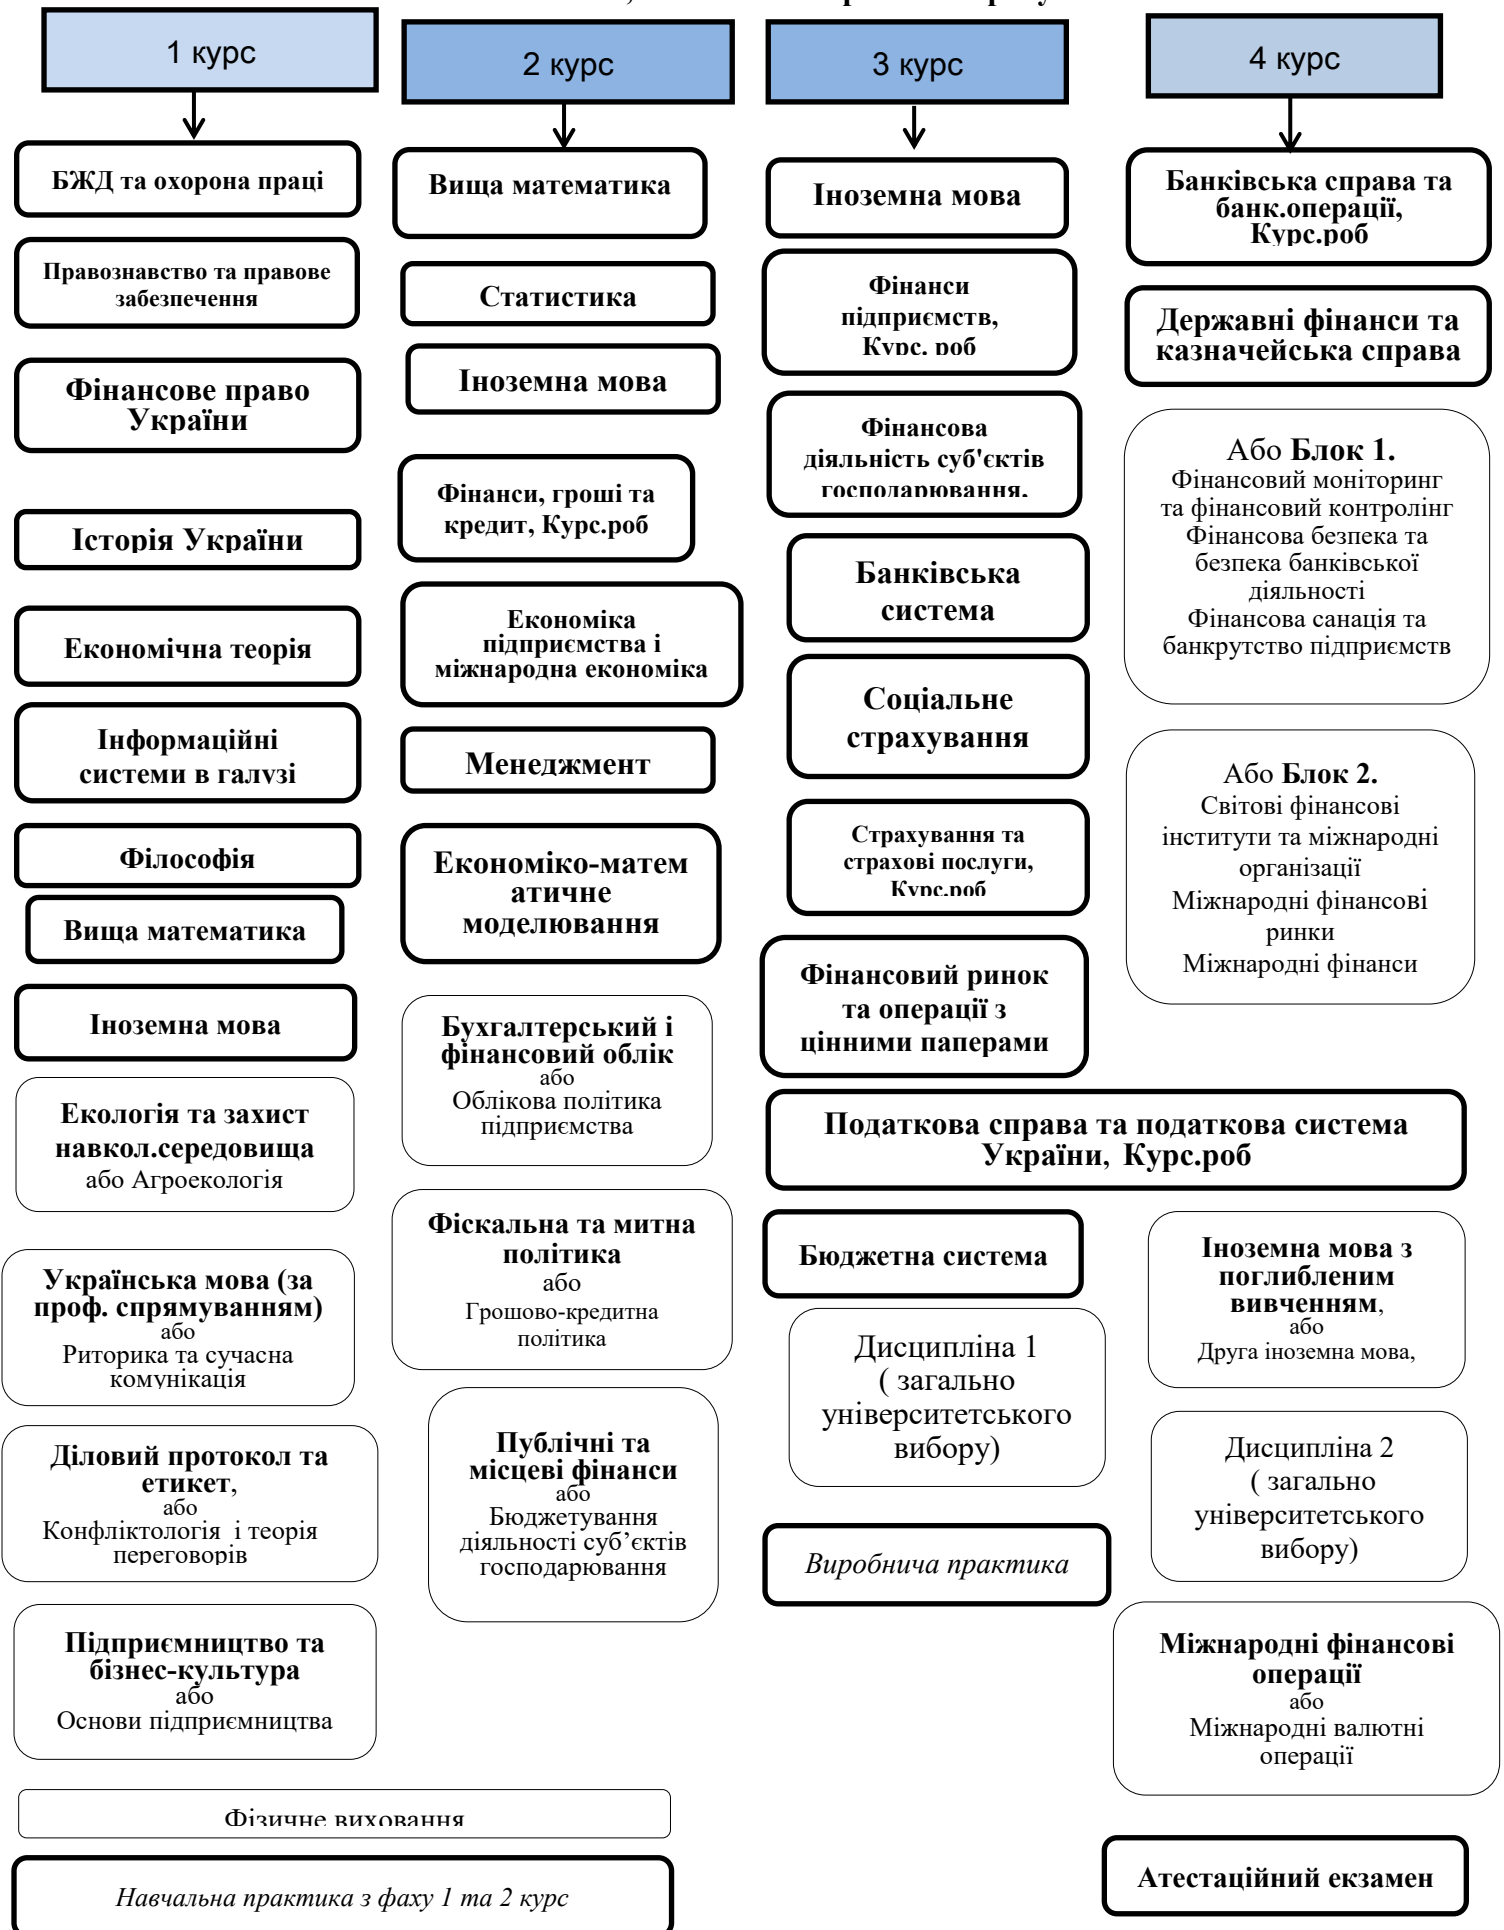 1 курс
БЖД та охорона праці
Правознавство та правове
забезпечення
Фінансове право
України
Історія України
Економічна теорія
Інформаційні
системи в галузі
Філософія
Вища математика
Іноземна мова
Екологія та захист
навкол.середовища
або Агроекологія
Українська мова (за
проф. спрямуванням)
або
Риторика та сучасна
комунікація
Діловий протокол та
етикет,
або
Конфліктологія і теорія
переговорів
Підприємництво та
бізнес-культура
або
Основи підприємництва
Фізичне виховання
Навчальна практика з фаху 1 та 2 курс
2 курс
Вища математика
Статистика
Іноземна мова
Фінанси, гроші та
кредит, Курс.роб
Економіка
підприємства і
міжнародна економіка
Менеджмент
Економіко-матем
атичне
моделювання
Бухгалтерський і
фінансовий облік
або
Облікова політика
підприємства
Фіскальна та митна
політика
або
Грошово-кредитна
політика
Публічні та
місцеві фінанси
або
Бюджетування
діяльності суб’єктів
господарювання
3 курс
Іноземна мова
Фінанси
підприємств,
Курс. роб
Фінансова
діяльність суб'єктів
господарювання.
Банківська
система
Соціальне
страхування
Страхування та
страхові послуги,
Курс.роб
Фінансовий ринок
та операції з
цінними паперами
Податкова справа та податкова система
України, Курс.роб
Бюджетна система
Дисципліна 1
( загально
університетського
вибору)
Виробнича практика
4 курс
Банківська справа та
банк.операції,
Курс.роб
Державні фінанси та
казначейська справа
Або Блок 1.
Фінансовий моніторинг
та фінансовий контролінг
Фінансова безпека та
безпека банківської
діяльності
Фінансова санація та
банкрутство підприємств
Або Блок 2.
Світові фінансові
інститути та міжнародні
організації
Міжнародні фінансові
ринки
Міжнародні фінанси
Іноземна мова з
поглибленим
вивченням,
або
Друга іноземна мова,
Дисципліна 2
( загально
університетського
вибору)
Міжнародні фінансові
операції
або
Міжнародні валютні
операції
Атестаційний екзамен